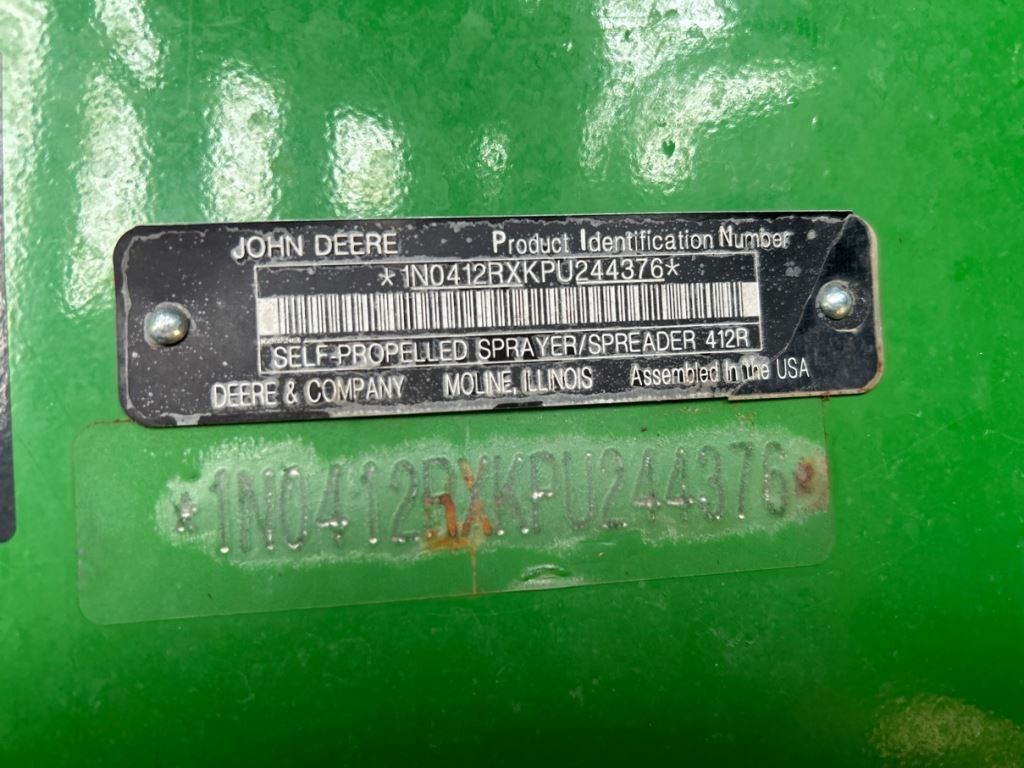 JOHN DEERE Product Identification Number
*1N0412RXKPU244376*
SELF-PROPELLED SPRAYER/SPREADER 412R
DEERE & COMPANY MOLINE, ILLINOIS Assembled in the USA
*1N0412RXKPU244376*